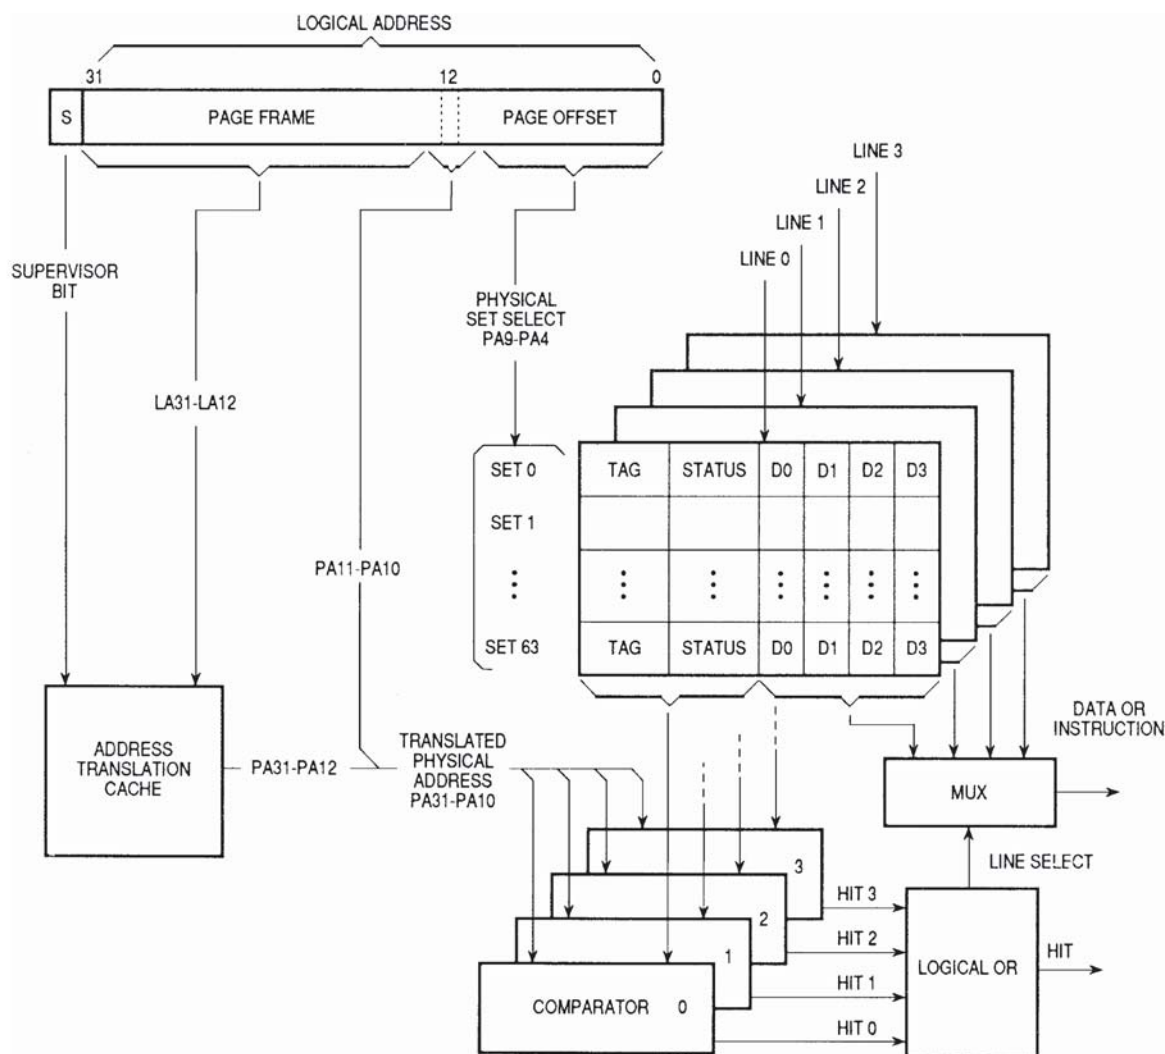 LOGICAL ADDRESS
31 12 0
S PAGE FRAME PAGE OFFSET
LINE 3
LINE 2
LINE 1
LINE 0
SUPERVISOR
BIT
PHYSICAL
SET SELECT
PA9-PA4
LA31-LA12
SET 0 TAG STATUS D0 D1 D2 D3
SET 1
PA11-PA10
SET 63 TAG STATUS D0 D1 D2 D3
ADDRESS
TRANSLATION
CACHE
PA31-PA12
TRANSLATED
PHYSICAL
ADDRESS
PA31-PA10
DATA OR
INSTRUCTION
MUX
LINE SELECT
3
2
1
COMPARATOR 0
HIT 3
HIT 2
HIT 1
HIT 0
LOGICAL OR
HIT